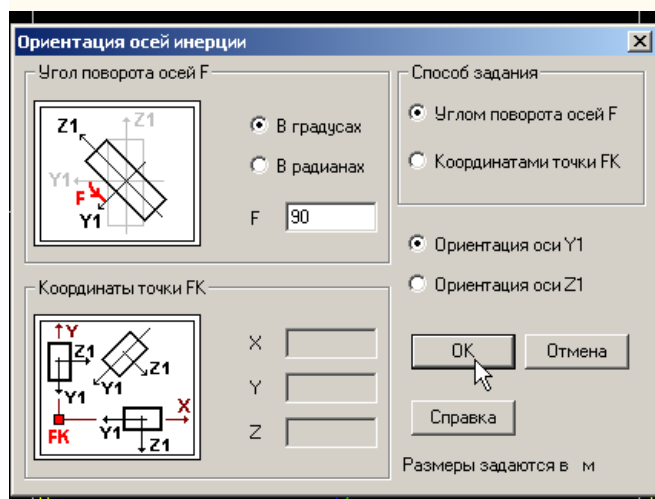 Ориентация осей инерции
Угол поворота осей F
Z1
Z1
Y1
F
Y1
В градусах
В радианах
F 90
Способ задания
Углом поворота осей F
Координатами точки FK
Ориентация оси Y1
Ориентация оси Z1
Координаты точки FK
Y
Z1
Z1
Y1
Y1
X
FK
Y1
Z1
X
Y
Z
OK
Отмена
Справка
Размеры задаются в м